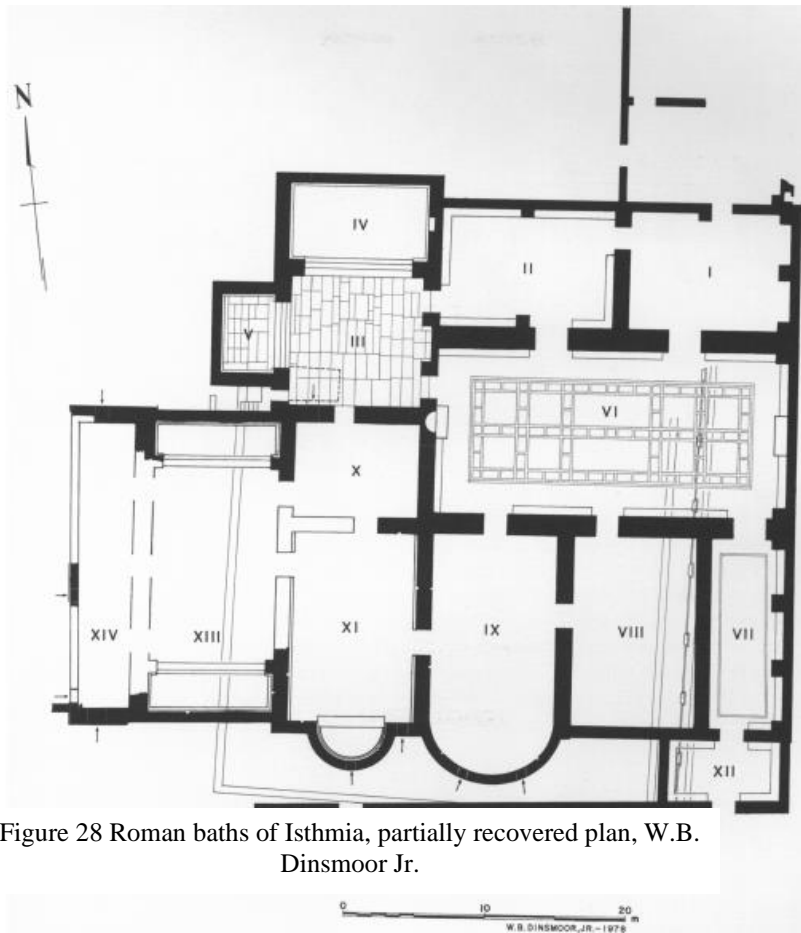 N
IV
II
I
V
III
VI
X
XIV
XIII
XI
IX
VIII
VII
XII
Figure 28 Roman baths of Isthmia, partially recovered plan, W.B.
Dinsmoor Jr.
0 10 20
m
W.B.DINSMOOR,JR.-1978